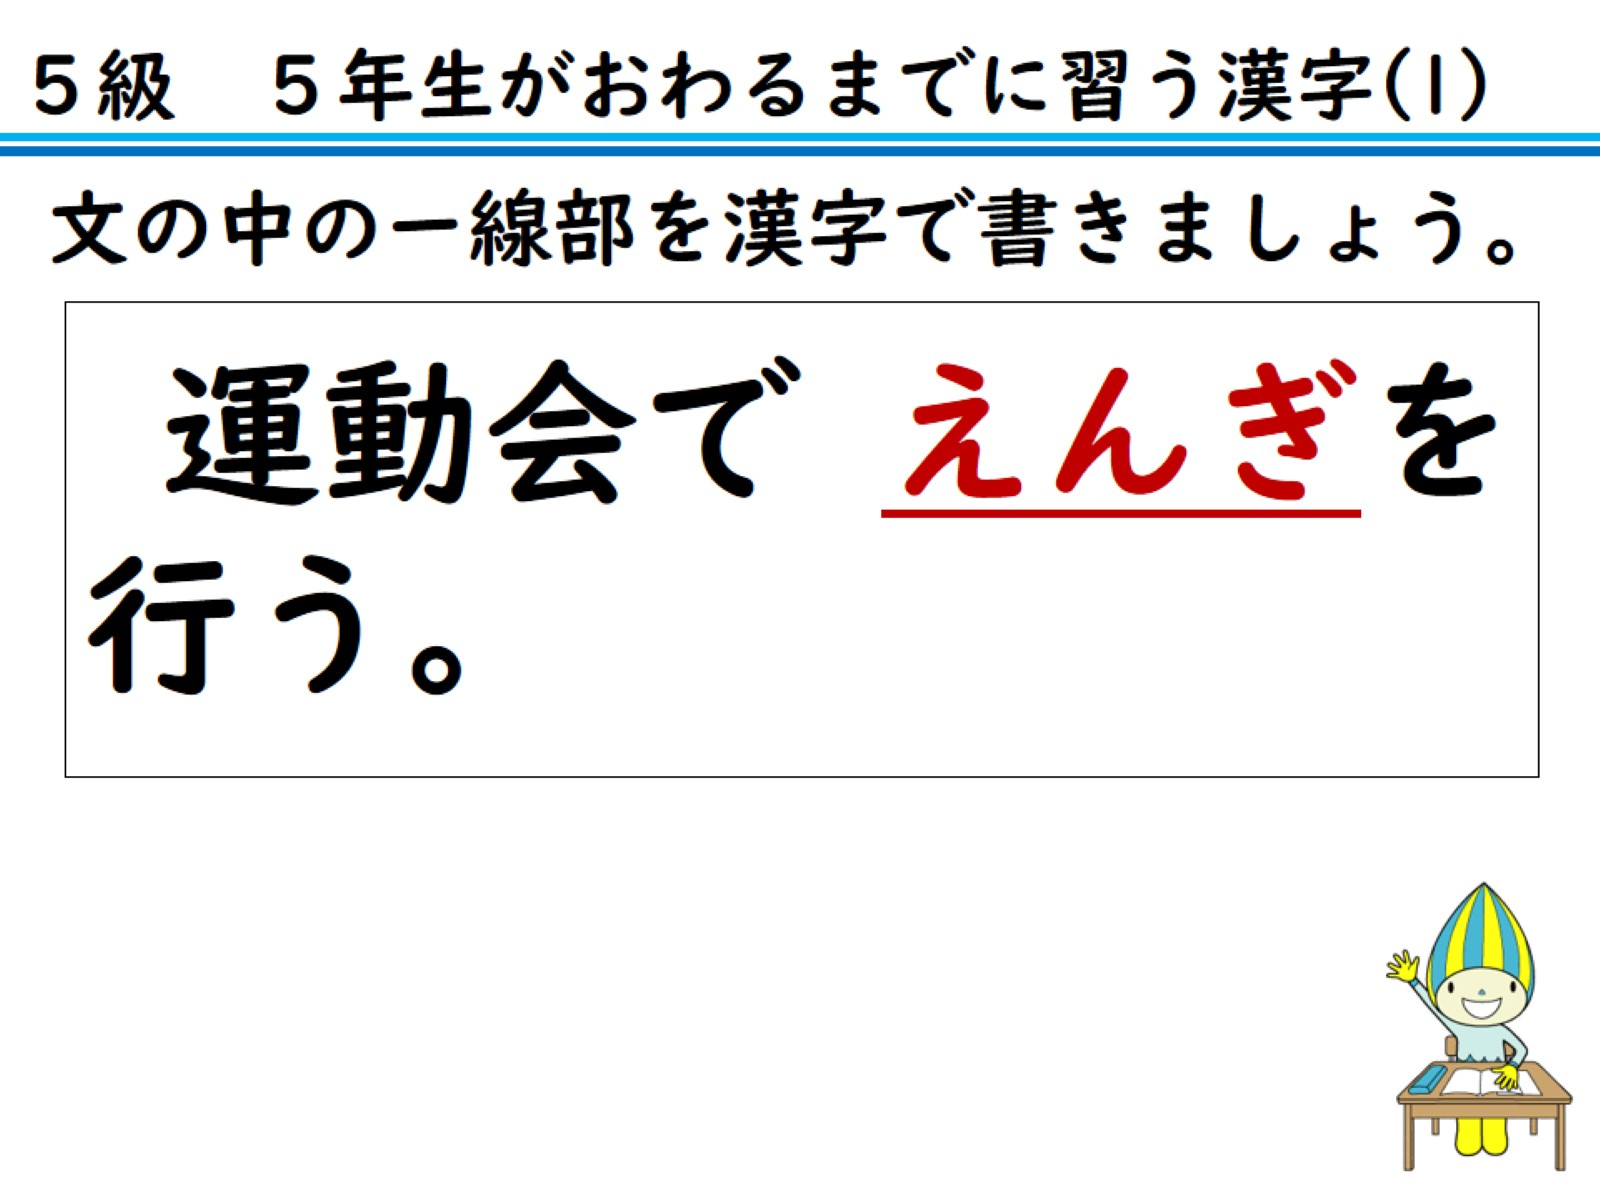 ５級　５年生がおわるまでに習う漢字(1)
文の中の一線部を漢字で書きましょう。
運動会で えんぎを
行う。